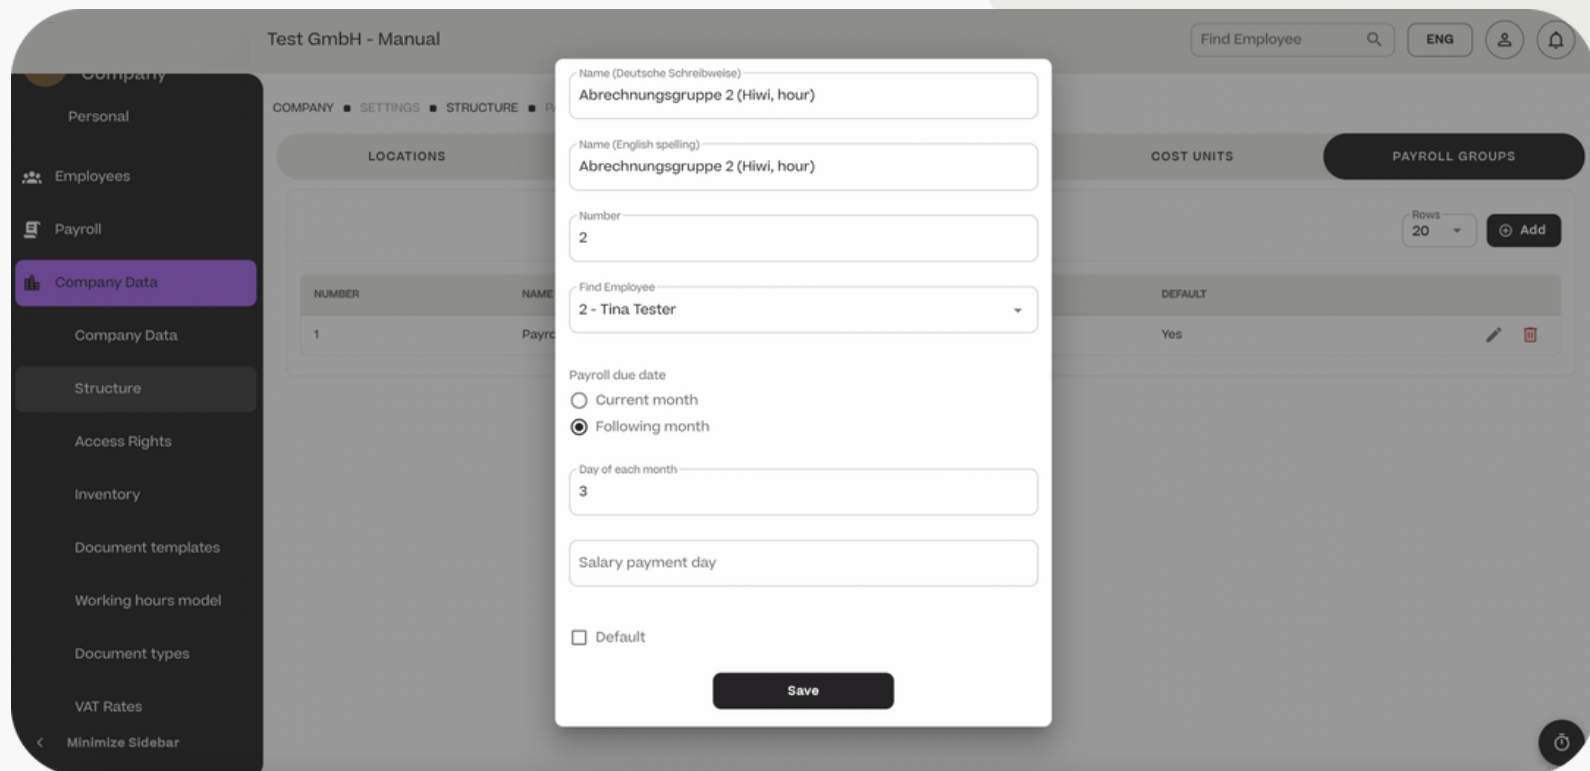 Test GmbH - Manual
Find Employee
ENG
Company
Personal
Employees
Payroll
Company Data
Company Data
Structure
Access Rights
Inventory
Document templates
Working hours model
Document types
VAT Rates
Minimize Sidebar
COMPANY ■ SETTINGS ■ STRUCTURE ■
LOCATIONS
COST UNITS
PAYROLL GROUPS
Rows
20
Add
NUMBER NAME DEFAULT
1 Yes
Name (Deutsche Schreibweise)
Abrechnungsgruppe 2 (Hiwi, hour)
Name (English spelling)
Abrechnungsgruppe 2 (Hiwi, hour)
Number
2
Find Employee
2 - Tina Tester
Payroll due date
Current month
Following month
Day of each month
3
Salary payment day
Default
Save